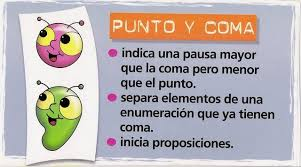 PUNTO Y COMA
indica una pausa mayor
que la coma pero menor
que el punto.
separa elementos de una
enumeración que ya tienen
coma.
inicia proposiciones.